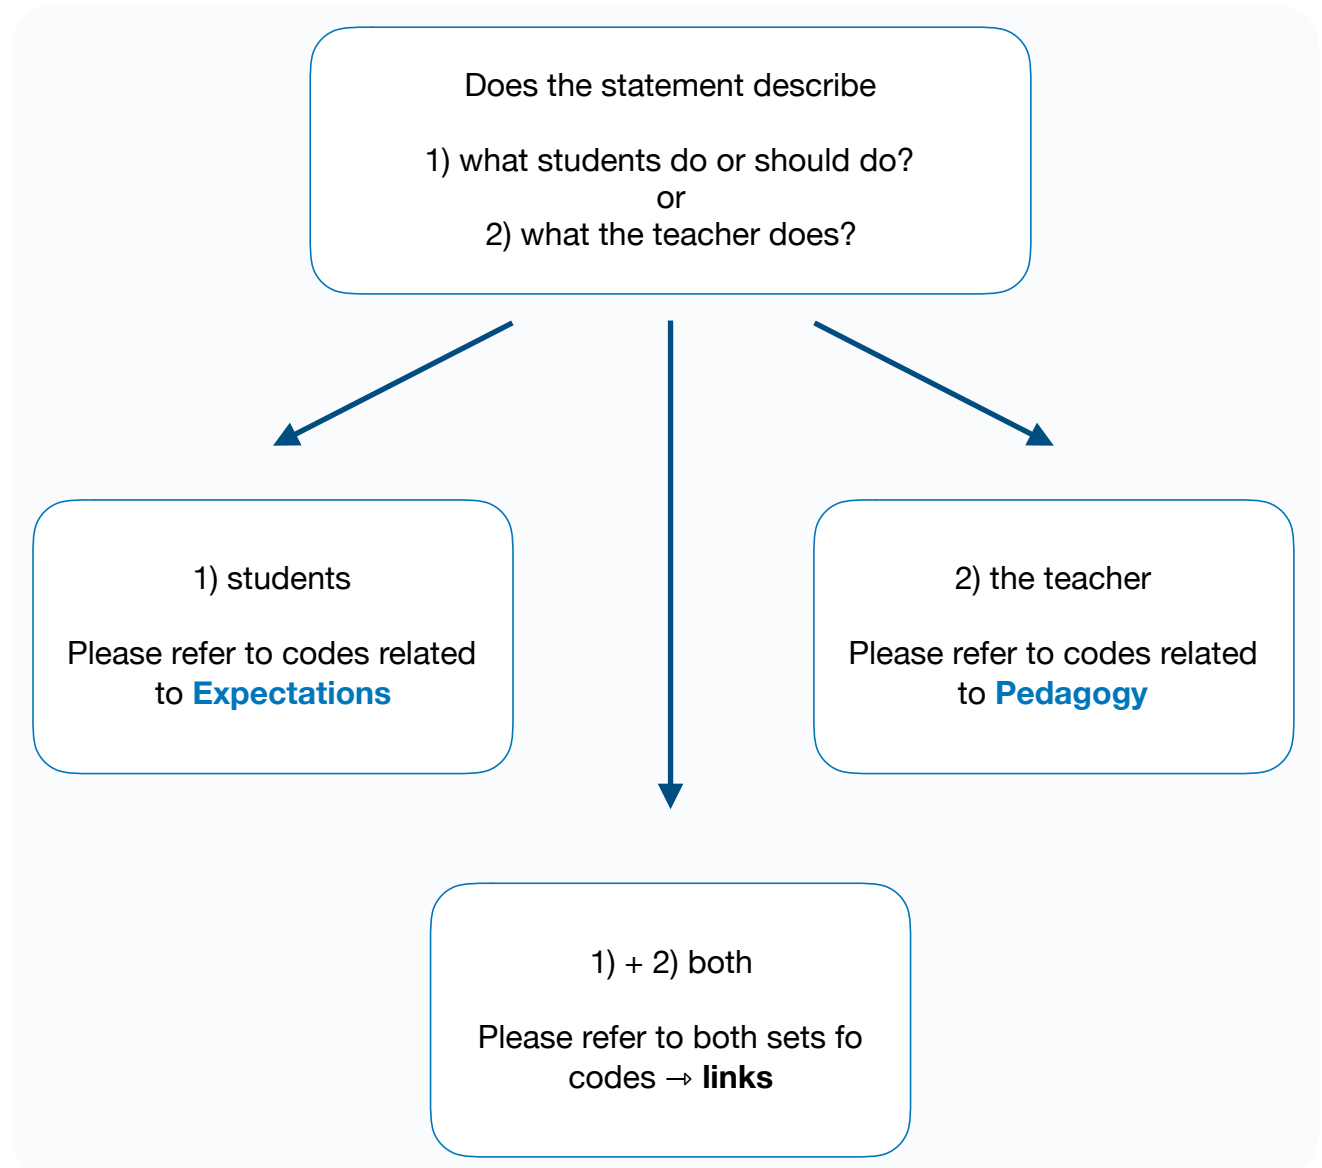 Does the statement describe
1) what students do or should do?
or
2) what the teacher does?
1) students
Please refer to codes related
to Expectations
2) the teacher
Please refer to codes related
to Pedagogy
1) + 2) both
Please refer to both sets fo
codes → links